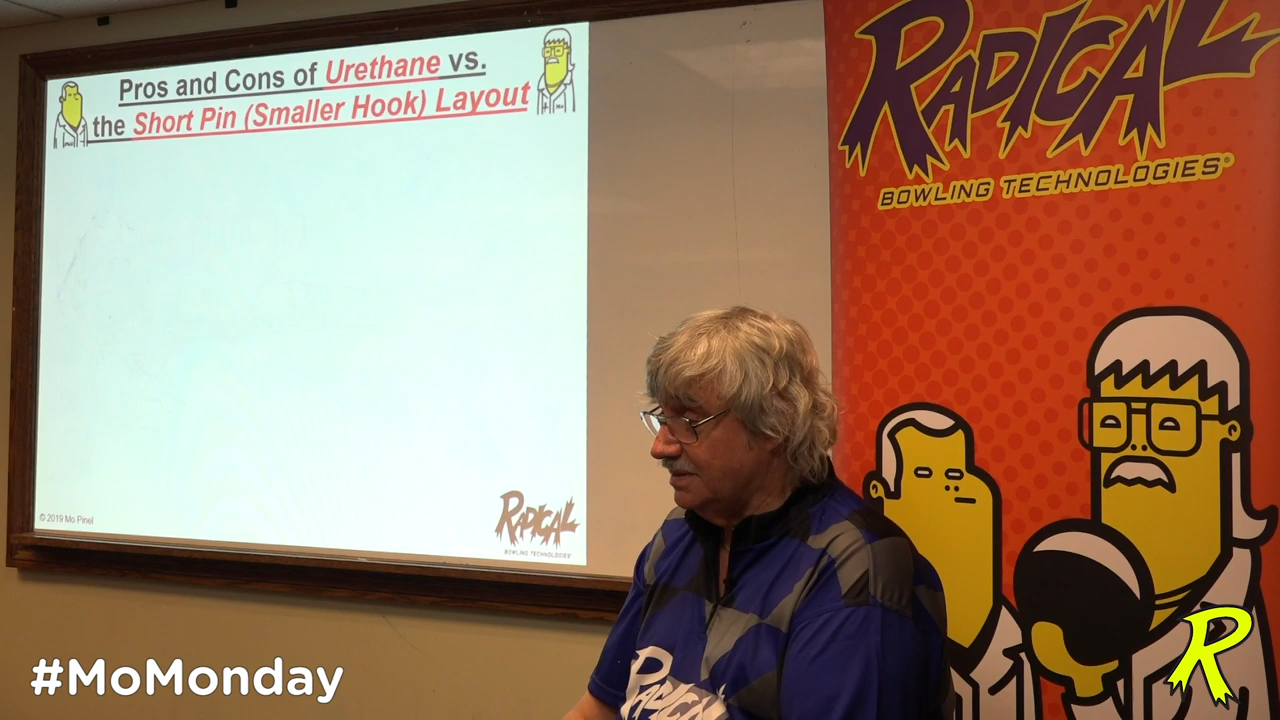 Pros and Cons of Urethane vs.
the Short Pin (Smaller Hook) Layout
© 2019 Mo Pinel
RADICAL
BOWLING TECHNOLOGIES
RADICAL
BOWLING TECHNOLOGIES®
RADICAL
#MoMonday
R